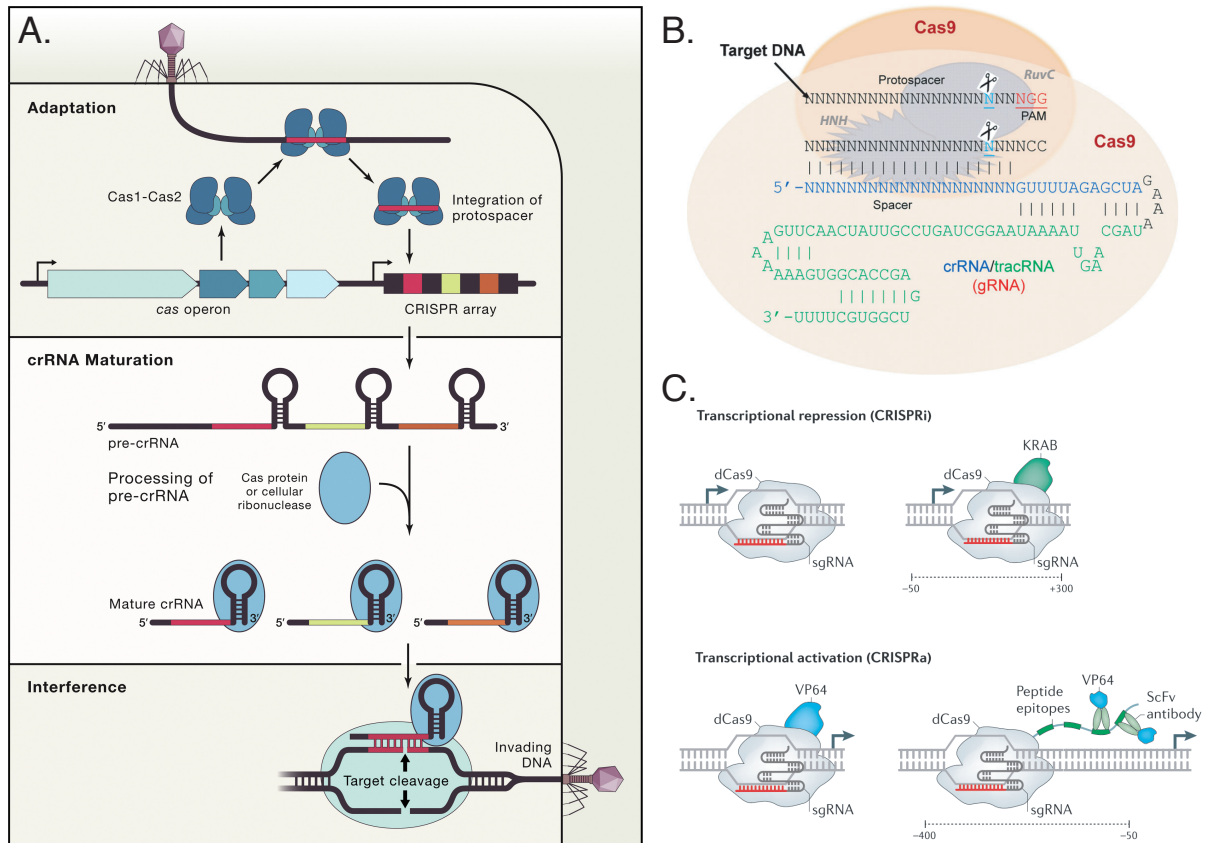 A.
Adaptation
Cas1-Cas2
Integration of
protospacer
cas operon
CRISPR array
crRNA Maturation
5′
3′
pre-crRNA
Processing of
pre-crRNA
Cas protein
or cellular
ribonuclease
Mature crRNA
5′
3′
5′
3′
5′
3′
Interference
Invading
DNA
Target cleavage
B.
Cas9
Target DNA
Protospacer
RuvC
NNNNNNNNNNNNNNNNNNNNNGG
PAM
HNH
Cas9
NNNNNNNNNNNNNNNNNNNNNCC
5′-NNNNNNNNNNNNNNNNNNNNGUUUUAGAGCUA
G
A
A
A
Spacer
AGUUCAACUAUUGCCUGAUCGGAAUAAAAU
CGAU
U
A
GA
A
A
AAAGUGGCACCGA
crRNA/tracRNA
(gRNA)
G
3′-UUUUCGUGGCU
C.
Transcriptional repression (CRISPRi)
dCas9
sgRNA
KRAB
dCas9
sgRNA
−50
+300
Transcriptional activation (CRISPRa)
VP64
dCas9
sgRNA
VP64
Peptide
epitopes
ScFv
antibody
dCas9
sgRNA
−400
−50